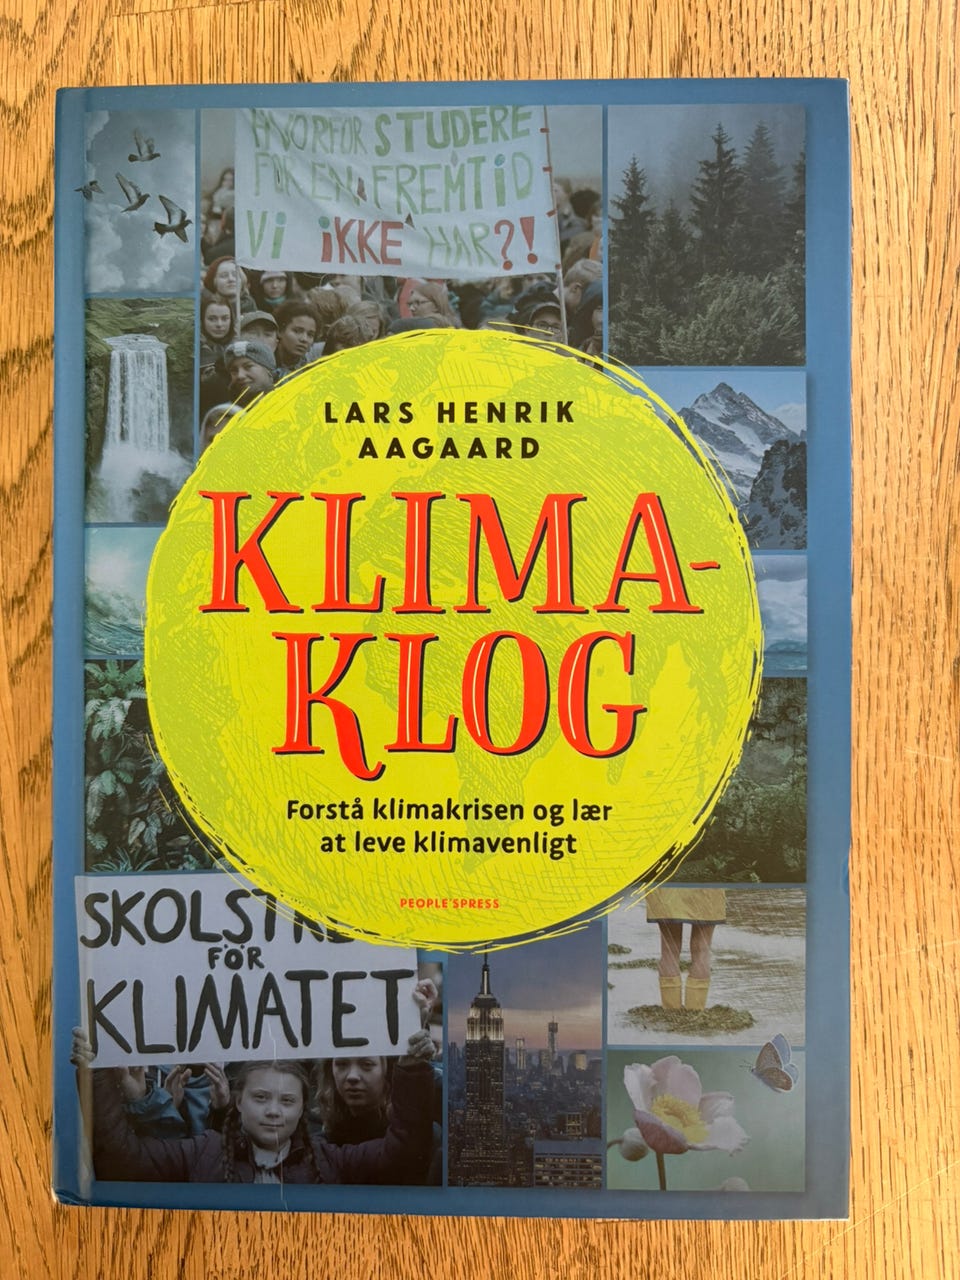 HVORFOR STUDERE
FOR EN FREMTID
VI IKKE HAR?!
LARS HENRIK
AAGAARD
KLIMA-
KLOG
Forstå klimakrisen og lær
at leve klimavenligt
PEOPLE'SPRESS
FÖR
KLIMATET